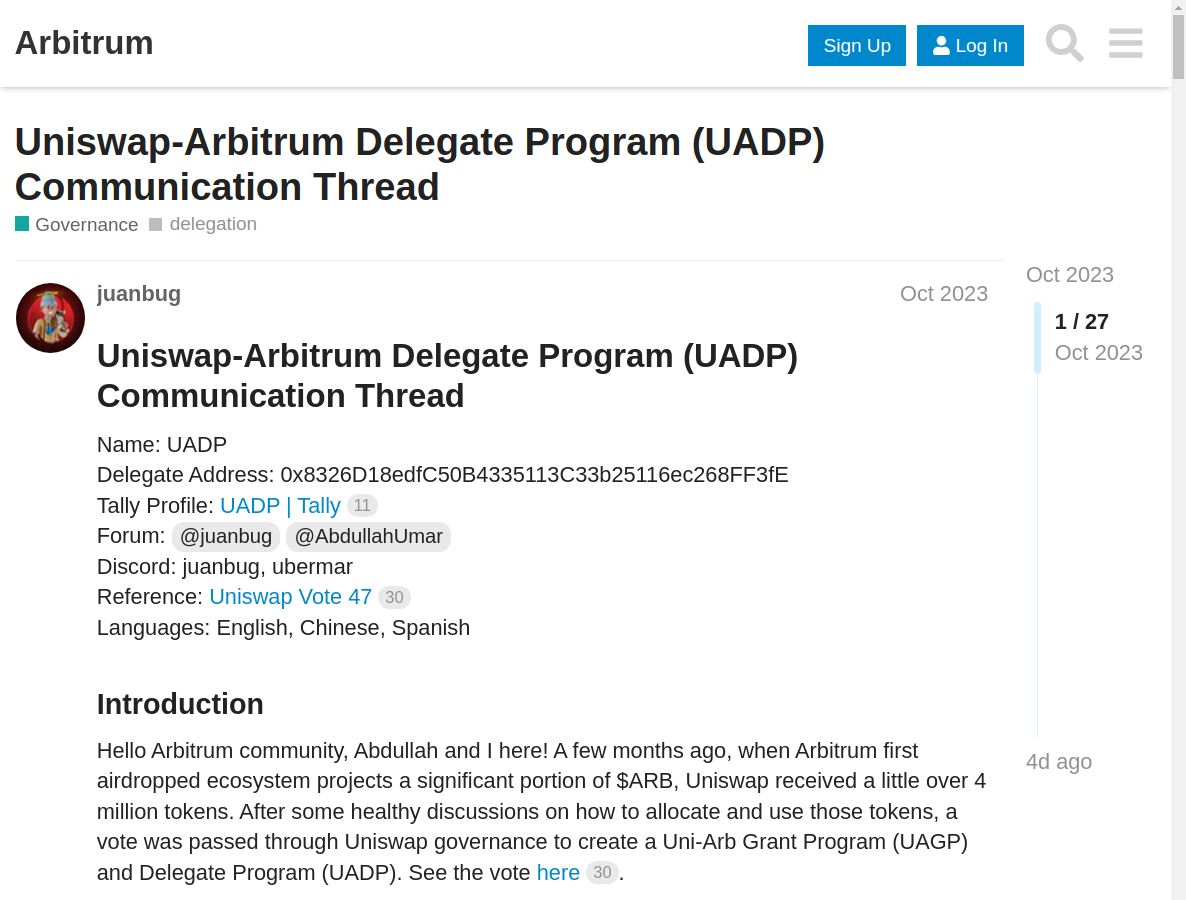 Arbitrum
Sign Up
Log In
Uniswap-Arbitrum Delegate Program (UADP)
Communication Thread
Governance
delegation
juanbug
Oct 2023
Uniswap-Arbitrum Delegate Program (UADP)
Communication Thread
Name: UADP
Delegate Address: 0x8326D18edfC50B4335113C33b25116ec268FF3fE
Tally Profile: UADP | Tally 11
Forum: @juanbug @AbdullahUmar
Discord: juanbug, ubermar
Reference: Uniswap Vote 47 30
Languages: English, Chinese, Spanish
Introduction
Hello Arbitrum community, Abdullah and I here! A few months ago, when Arbitrum first
airdropped ecosystem projects a significant portion of $ARB, Uniswap received a little over 4
million tokens. After some healthy discussions on how to allocate and use those tokens, a
vote was passed through Uniswap governance to create a Uni-Arb Grant Program (UAGP)
and Delegate Program (UADP). See the vote here 30.
Oct 2023
1 / 27
Oct 2023
4d ago